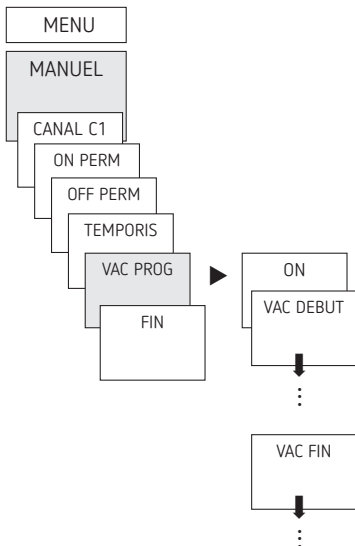 MENU
MANUEL
CANAL C1
ON PERM
OFF PERM
TEMPORIS
VAC PROG
FIN
ON
VAC DEBUT
VAC FIN